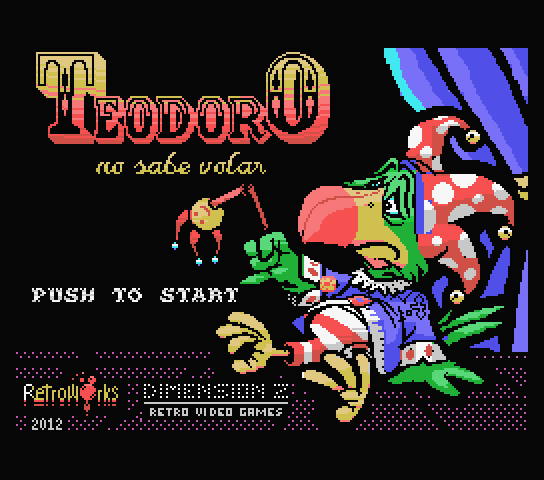 TEODORO
no sabe volar
PUSH TO START
RetroWorks
DIMENSION Z
RETRO VIDEO GAMES
2012